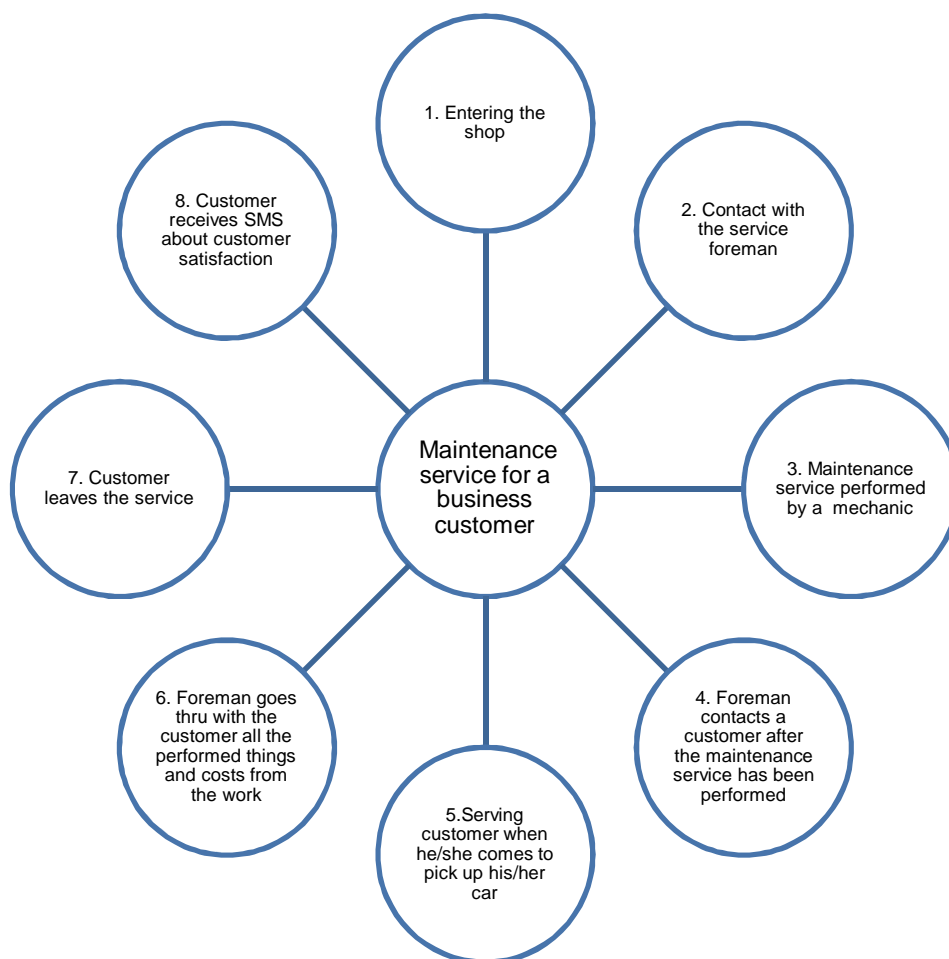 1. Entering the
shop
2. Contact with
the service
foreman
3. Maintenance
service performed
by a  mechanic
4. Foreman
contacts a
customer after
the maintenance
service has been
performed
5.Serving
customer when
he/she comes to
pick up his/her
car
6. Foreman goes
thru with the
customer all the
performed things
and costs from
the work
7. Customer
leaves the service
8. Customer
receives SMS
about customer
satisfaction
Maintenance
service for a
business
customer